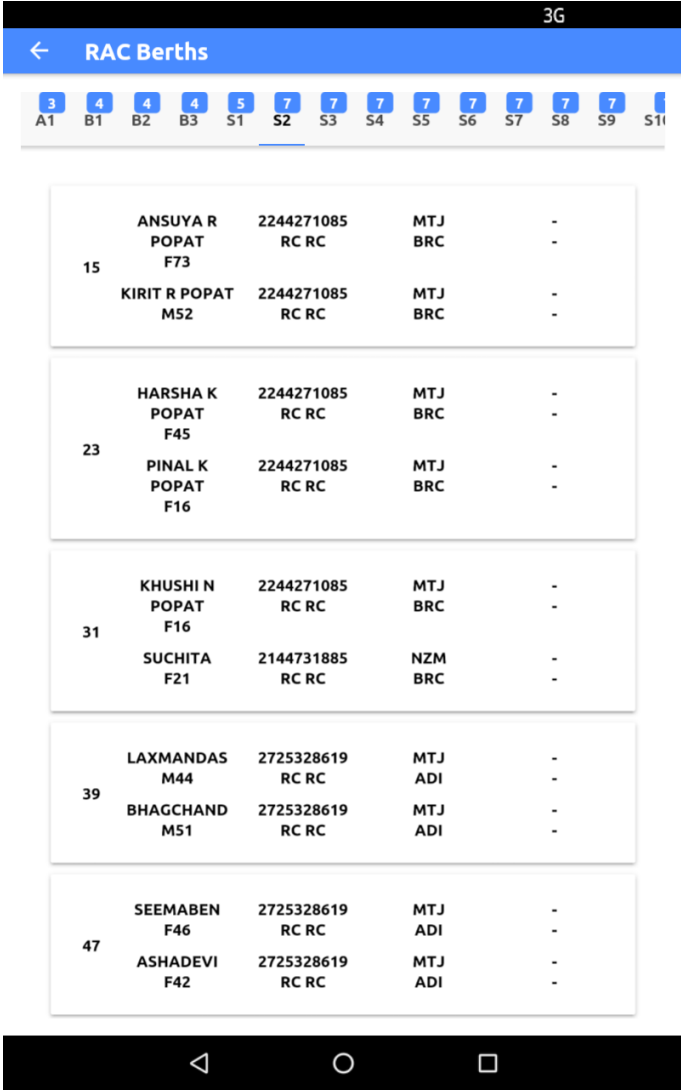 3G
RAC Berths
3 4 4 4 5 7 7 7 7 7 7 7 7
A1 B1 B2 B3 S1 S2 S3 S4 S5 S6 S7 S8 S9
ANSUYA R 2244271085 MTJ -
POPAT RC RC BRC -
15 F73
KIRIT R POPAT 2244271085 MTJ -
M52 RC RC BRC -
HARSHA K 2244271085 MTJ -
POPAT RC RC BRC -
F45
23
PINAL K 2244271085 MTJ -
POPAT RC RC BRC -
F16
KHUSHI N 2244271085 MTJ -
POPAT RC RC BRC -
31 F16
SUCHITA 2144731885 NZM -
F21 RC RC BRC -
LAXMANDAS 2725328619 MTJ -
M44 RC RC ADI -
39
BHAGCHAND 2725328619 MTJ -
M51 RC RC ADI -
SEEMABEN 2725328619 MTJ -
F46 RC RC ADI -
47
ASHADEVI 2725328619 MTJ -
F42 RC RC ADI -